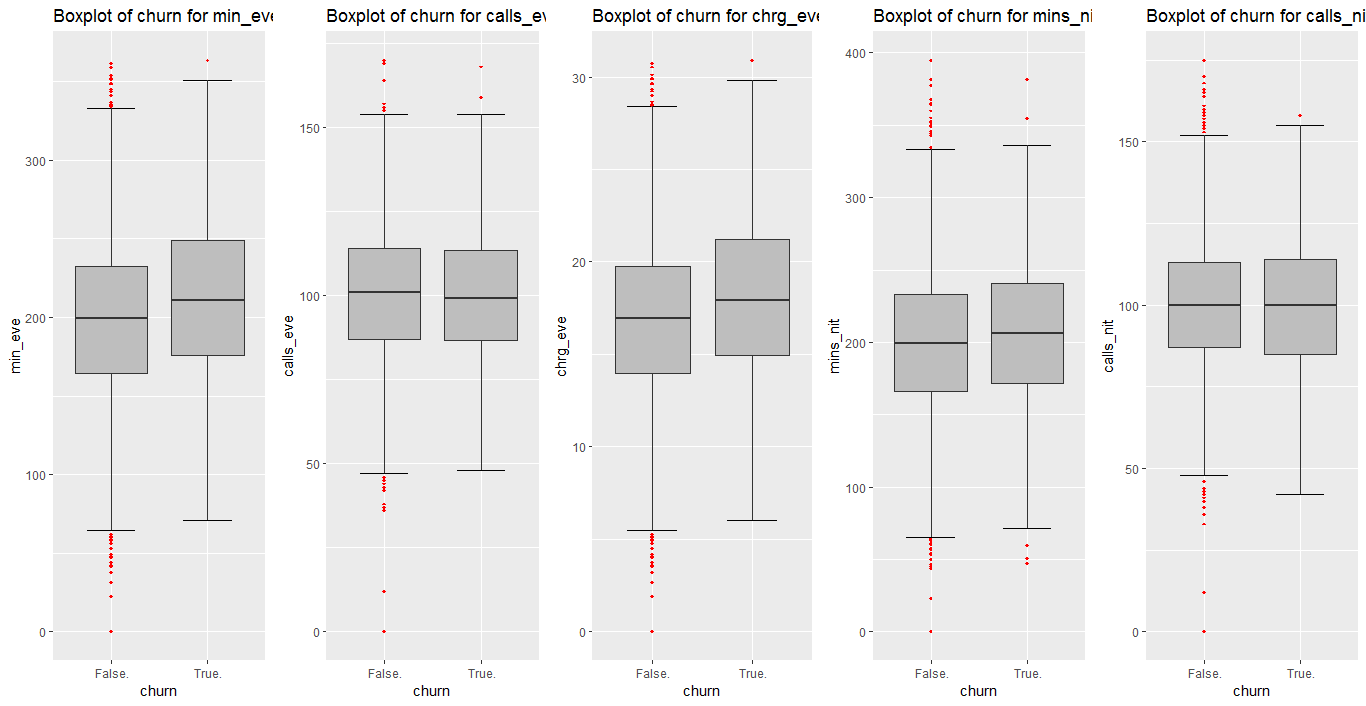 Boxplot of churn for min_eve
min_eve
300
200
100
0
False.
True.
churn
Boxplot of churn for calls_ev
calls_eve
150
100
50
0
False.
True.
churn
Boxplot of churn for chrg_eve
chrg_eve
30
20
10
0
False.
True.
churn
Boxplot of churn for mins_ni
mins_nit
400
300
200
100
0
False.
True.
churn
Boxplot of churn for calls_ni
calls_nit
150
100
50
0
False.
True.
churn